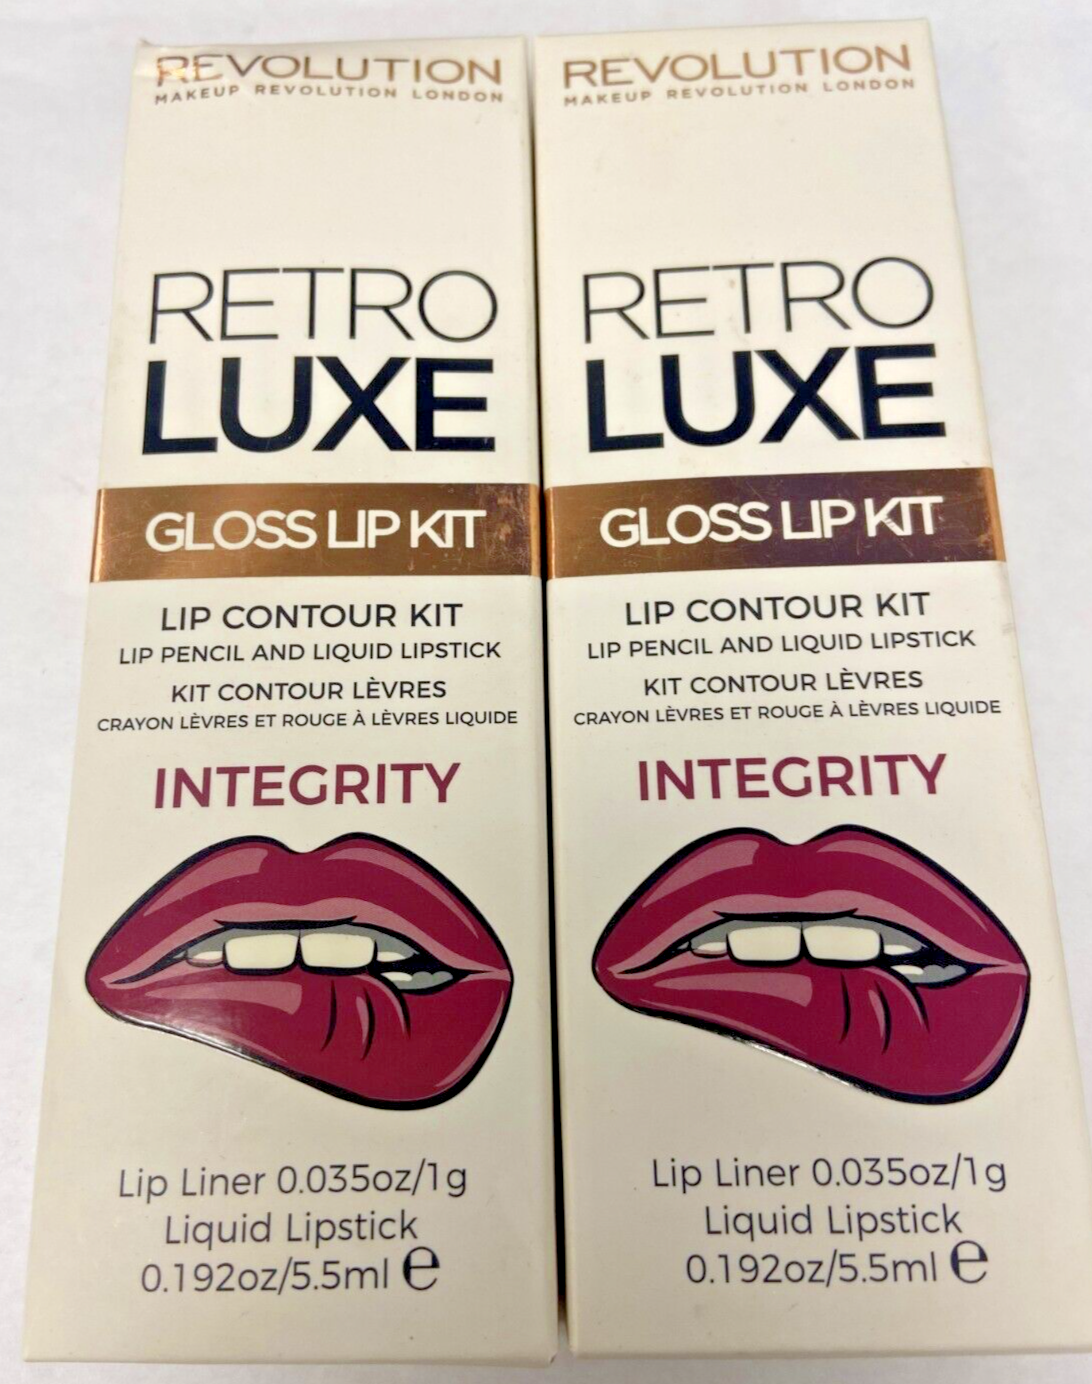 REVOLUTION
MAKEUP REVOLUTION LONDON
RETRO
LUXE
GLOSS LIP KIT
LIP CONTOUR KIT
LIP PENCIL AND LIQUID LIPSTICK
KIT CONTOUR LÈVRES
CRAYON LÈVRES ET ROUGE À LÈVRES LIQUIDE
INTEGRITY
Lip Liner 0.035oz/1g
Liquid Lipstick
0.192oz/5.5ml ℮
REVOLUTION
MAKEUP REVOLUTION LONDON
RETRO
LUXE
GLOSS LIP KIT
LIP CONTOUR KIT
LIP PENCIL AND LIQUID LIPSTICK
KIT CONTOUR LÈVRES
CRAYON LÈVRES ET ROUGE À LÈVRES LIQUIDE
INTEGRITY
Lip Liner 0.035oz/1g
Liquid Lipstick
0.192oz/5.5ml ℮